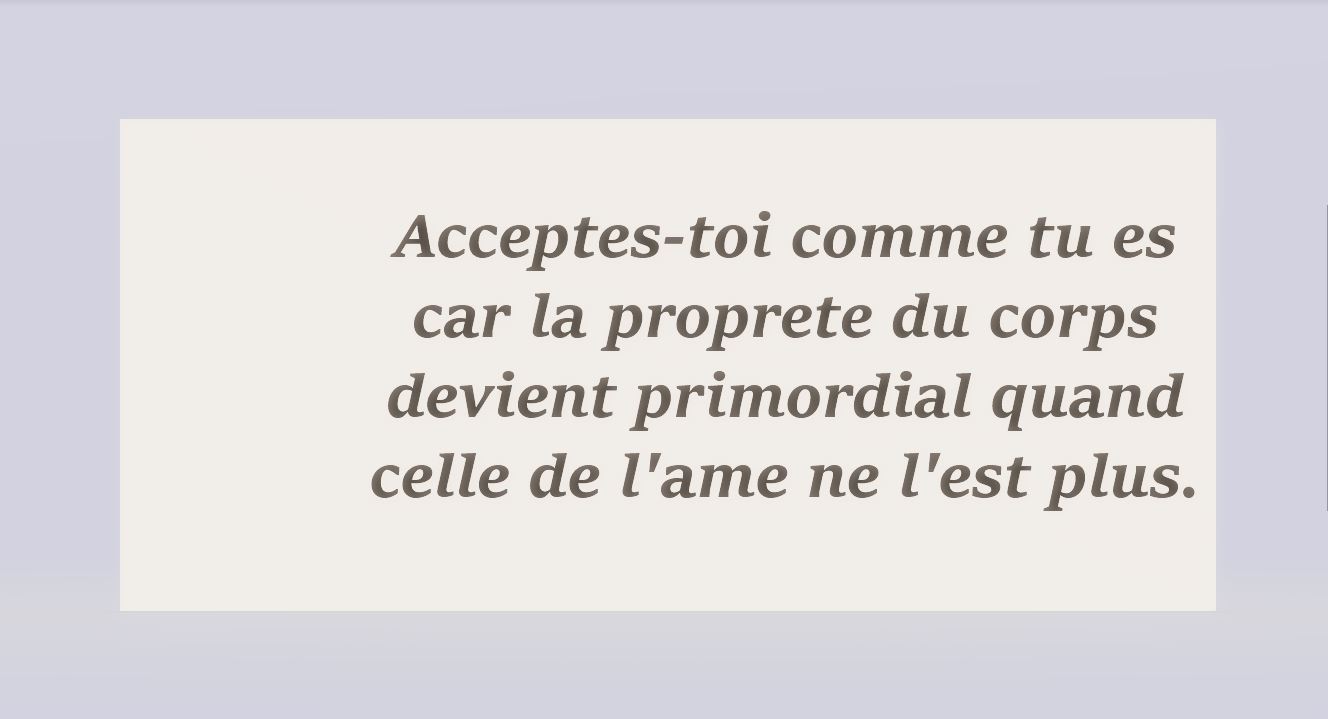 Acceptes-toi comme tu es
car la proprete du corps
devient primordial quand
celle de l'ame ne l'est plus.